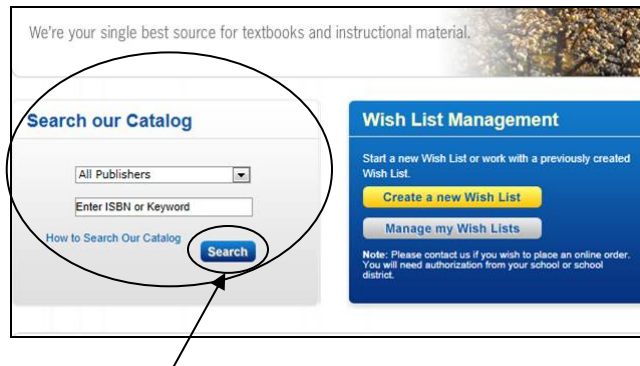 We're your single best source for textbooks and instructional material.
Search our Catalog
All Publishers
Enter ISBN or Keyword
How to Search Our Catalog
Search
Wish List Management
Start a new Wish List or work with a previously created
Wish List.
Create a new Wish List
Manage my Wish Lists
Note: Please contact us if you wish to place an online order.
You will need authorization from your school or school
district.